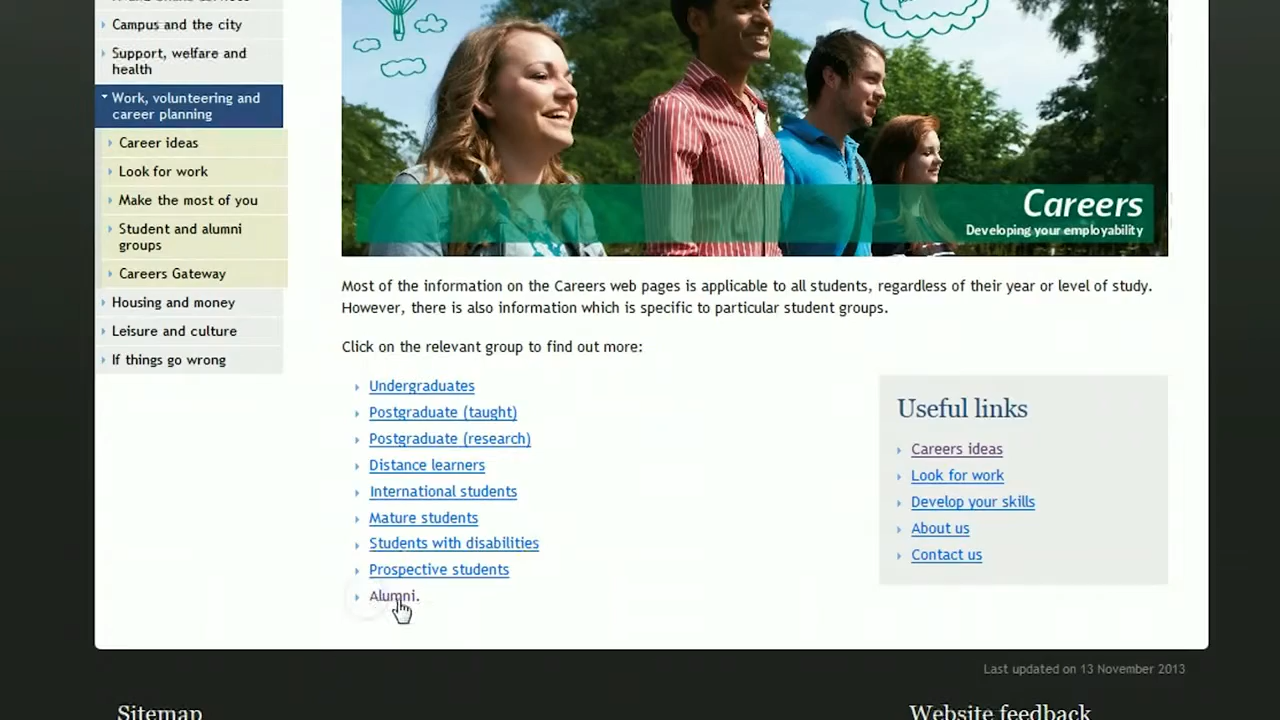 Campus and the city
Support, welfare and
health
Work, volunteering and
career planning
Career ideas
Look for work
Make the most of you
Student and alumni
groups
Careers Gateway
Housing and money
Leisure and culture
If things go wrong
Careers
Developing your employability
Most of the information on the Careers web pages is applicable to all students, regardless of their year or level of study.
However, there is also information which is specific to particular student groups.
Click on the relevant group to find out more:
Undergraduates
Postgraduate (taught)
Postgraduate (research)
Distance learners
International students
Mature students
Students with disabilities
Prospective students
Alumni.
Useful links
Careers ideas
Look for work
Develop your skills
About us
Contact us
Last updated on 13 November 2013
Sitemap
Website feedback